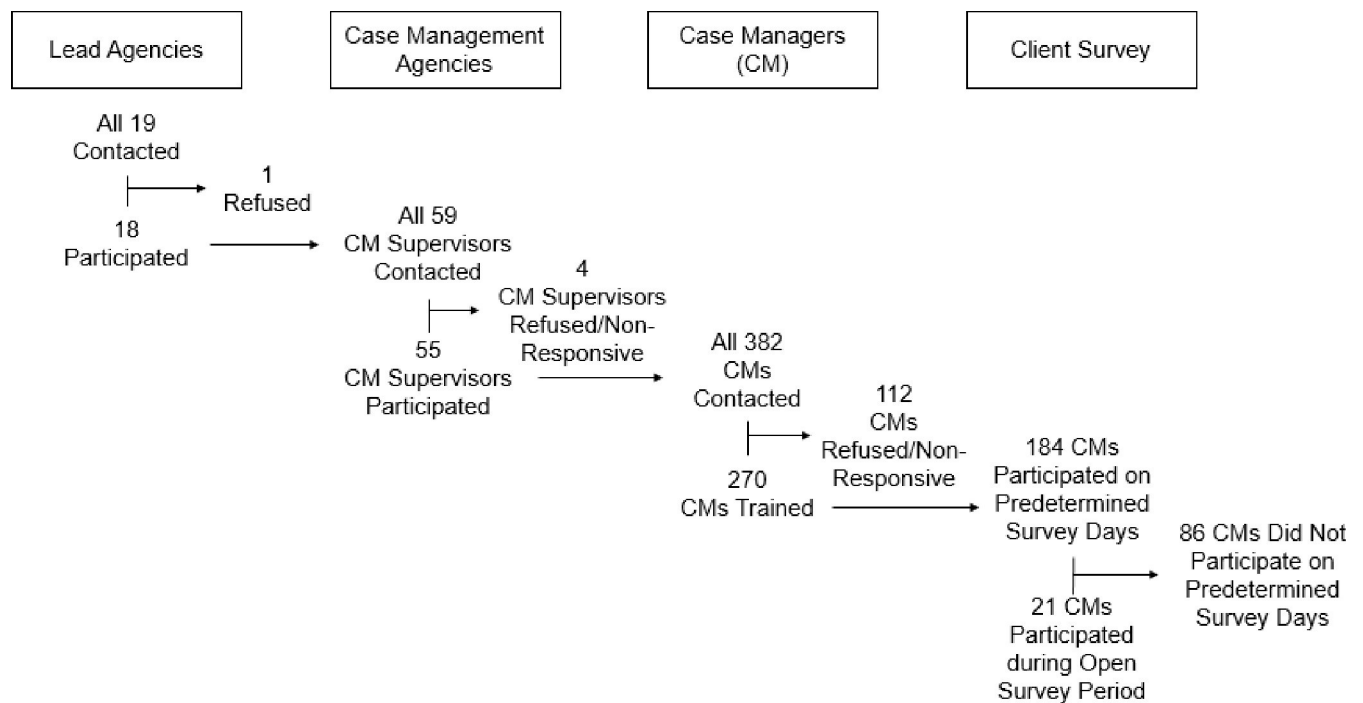 Lead Agencies
Case Management
Agencies
Case Managers
(CM)
Client Survey
All 19
Contacted
1
Refused
18
Participated
All 59
CM Supervisors
Contacted
4
CM Supervisors
Refused/Non-
Responsive
55
CM Supervisors
Participated
All 382
CMs
Contacted
112
CMs
Refused/Non-
Responsive
270
CMs Trained
184 CMs
Participated on
Predetermined
Survey Days
86 CMs Did Not
Participate on
Predetermined
Survey Days
21 CMs
Participated
during Open
Survey Period